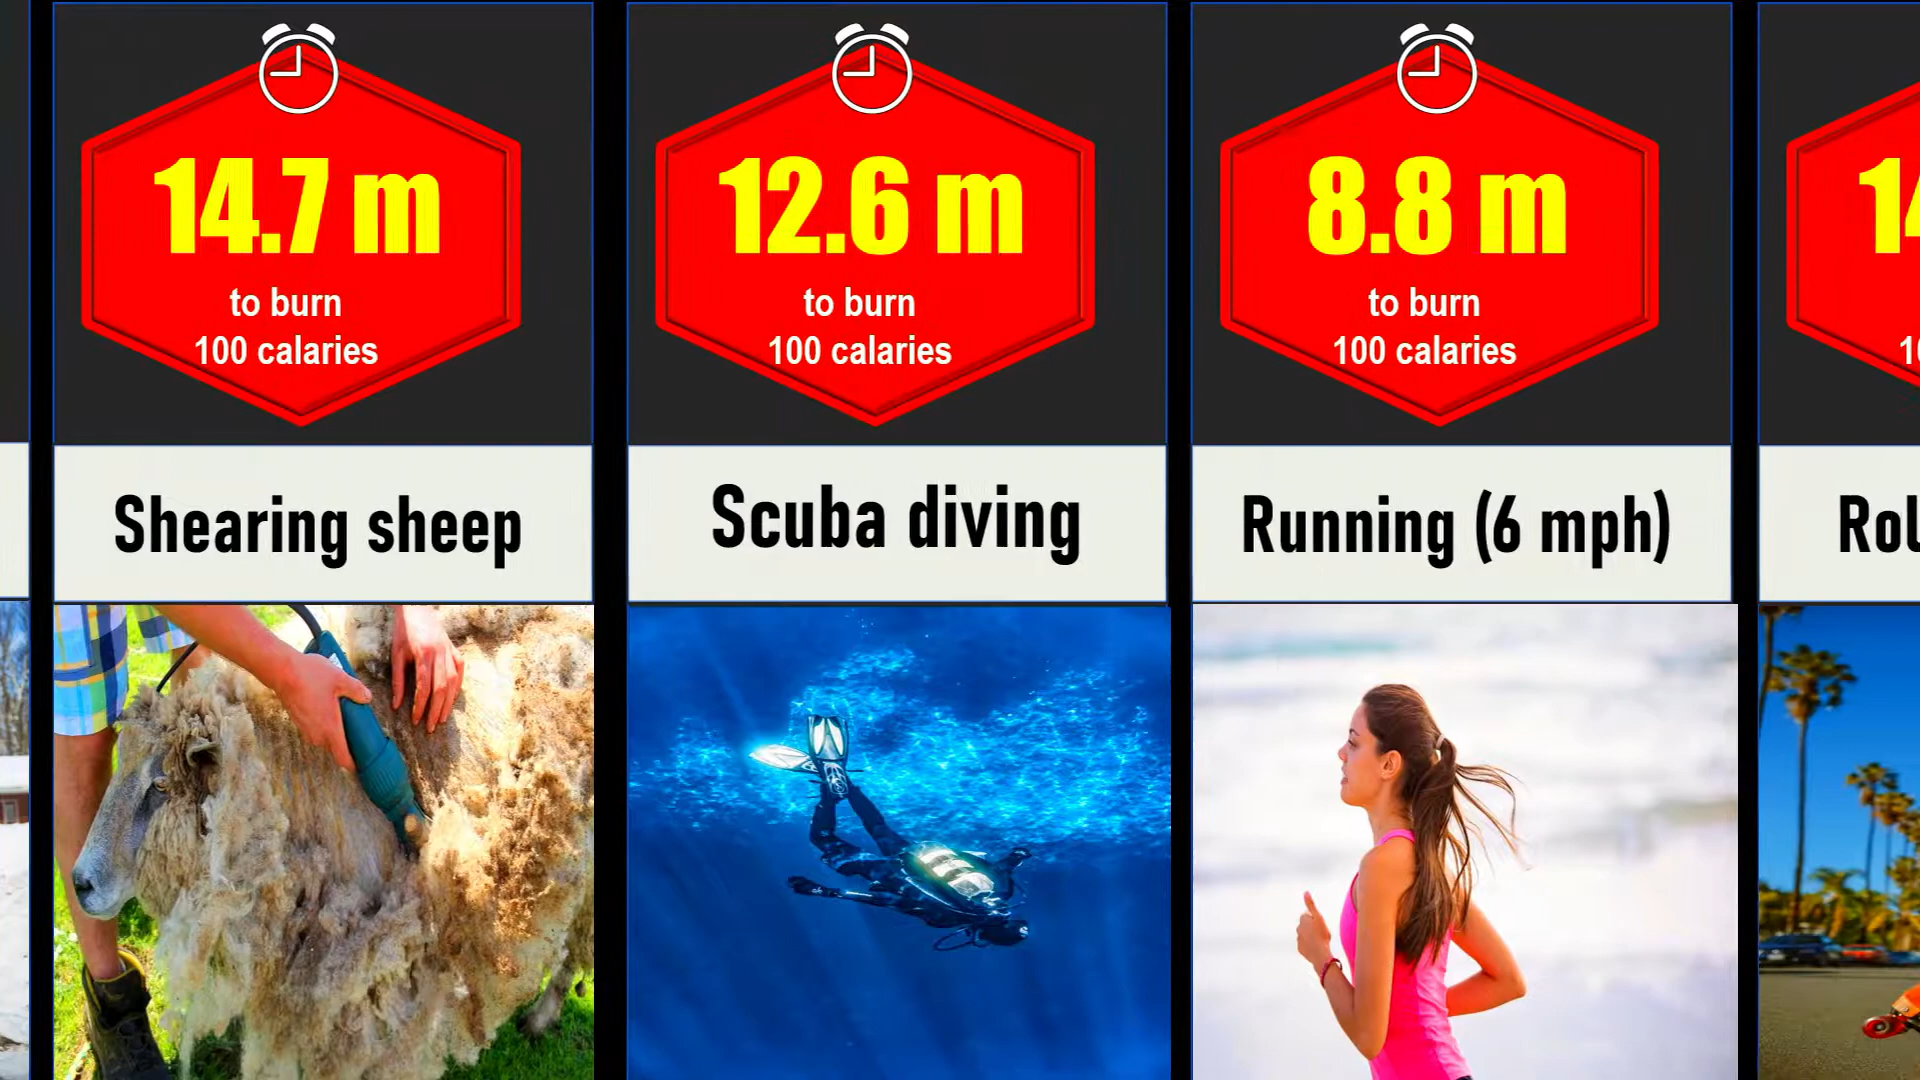 14.7 m
to burn
100 calaries
Shearing sheep
12.6 m
to burn
100 calaries
Scuba diving
8.8 m
to burn
100 calaries
Running (6 mph)